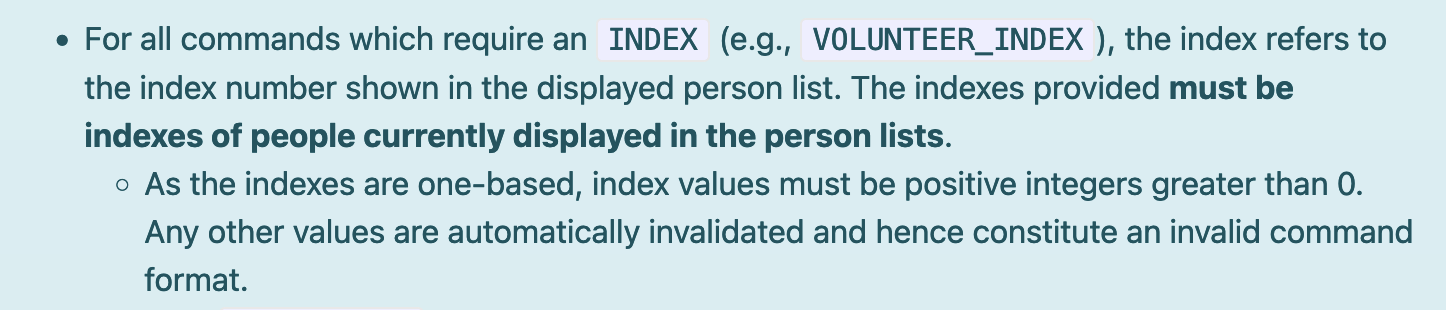 • For all commands which require an INDEX (e.g., VOLUNTEER_INDEX), the index refers to
the index number shown in the displayed person list. The indexes provided must be
indexes of people currently displayed in the person lists.
◦ As the indexes are one-based, index values must be positive integers greater than 0.
Any other values are automatically invalidated and hence constitute an invalid command
format.